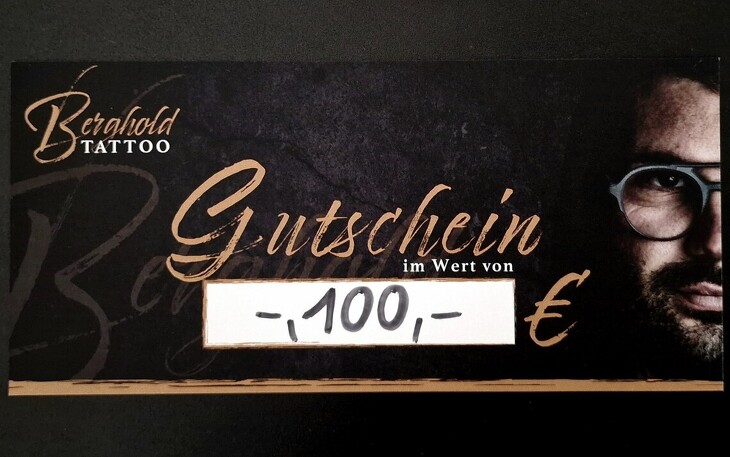 Berghold
TATTOO
Gutschein
im Wert von
-,100,- €